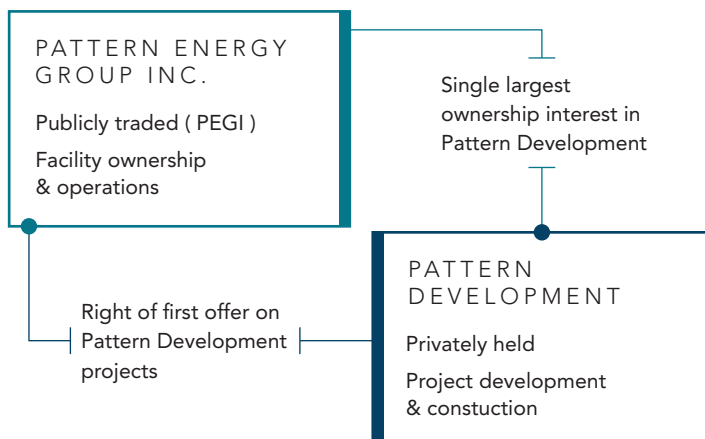 PATTERN ENERGY
GROUP INC.
Publicly traded ( PEGI )
Facility ownership
& operations
Single largest
ownership interest in
Pattern Development
Right of first offer on
Pattern Development
projects
PATTERN
DEVELOPMENT
Privately held
Project development
& constuction